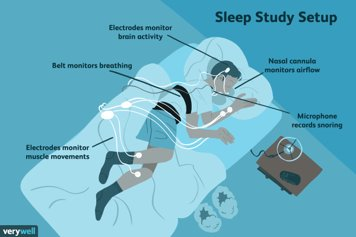 Sleep Study Setup
Electrodes monitor
brain activity
Belt monitors breathing
Nasal cannula
monitors airflow
Microphone
records snoring
Electrodes monitor
muscle movements
verywell